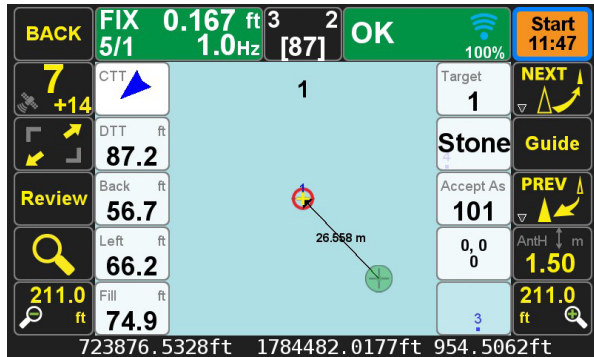 BACK
FIX 0.167 ft
5/1 1.0Hz
3 2
[87]
OK
100%
Start
11:47
7
+14
CTT
1
Target
1
NEXT
DTT ft
87.2
Stone
4
Guide
Review
Back ft
56.7
1
Accept As
101
PREV
Left ft
66.2
26.558 m
0, 0
0
AntH m
1.50
211.0
ft
Fill ft
74.9
3
211.0
ft
723876.5328ft 1784482.0177ft 954.5062ft